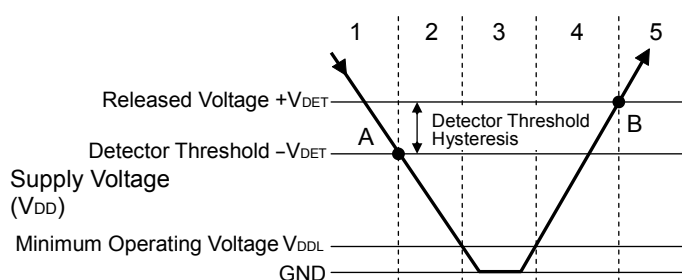 1 2 3 4 5
Released Voltage +VDET
A
Detector Threshold
Hysteresis
B
Detector Threshold –VDET
Supply Voltage
(VDD)
Minimum Operating Voltage VDDL
GND